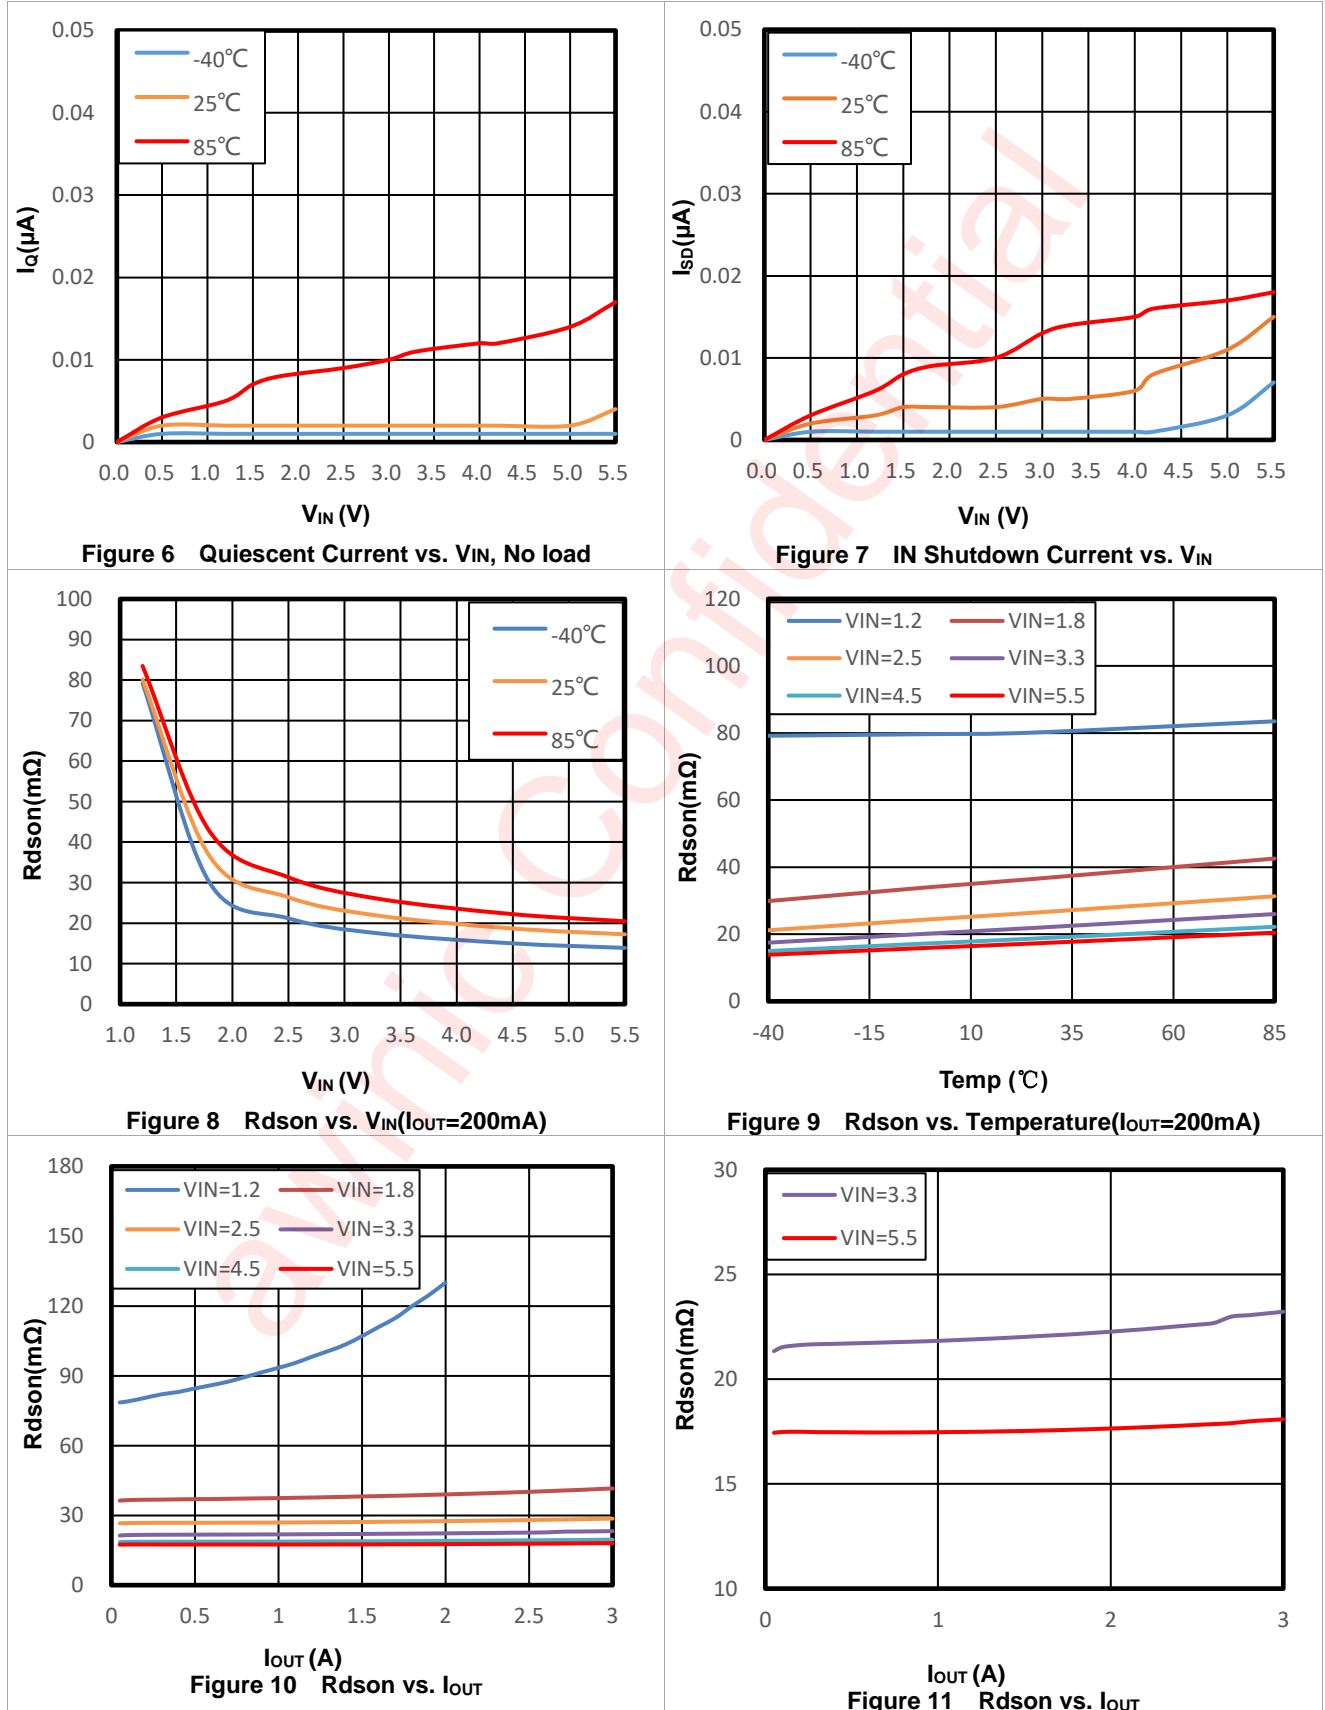 0.05
0.04
0.03
0.02
0.01
0
-40℃
25℃
85℃
IQ(µA)
0.0 0.5 1.0 1.5 2.0 2.5 3.0 3.5 4.0 4.5 5.0 5.5
VIN (V)
Figure 6 Quiescent Current vs. VIN, No load
0.05
0.04
0.03
0.02
0.01
0
-40℃
25℃
85℃
ISD(µA)
0.0 0.5 1.0 1.5 2.0 2.5 3.0 3.5 4.0 4.5 5.0 5.5
VIN (V)
Figure 7 IN Shutdown Current vs. VIN
100
90
80
70
60
50
40
30
20
10
0
-40℃
25℃
85℃
Rdson(mΩ)
1.0 1.5 2.0 2.5 3.0 3.5 4.0 4.5 5.0 5.5
VIN (V)
Figure 8 Rdson vs. VIN(IOUT=200mA)
120
100
80
60
40
20
0
VIN=1.2 VIN=1.8
VIN=2.5 VIN=3.3
VIN=4.5 VIN=5.5
Rdson(mΩ)
-40 -15 10 35 60 85
Temp (℃)
Figure 9 Rdson vs. Temperature(IOUT=200mA)
180
150
120
90
60
30
0
VIN=1.2 VIN=1.8
VIN=2.5 VIN=3.3
VIN=4.5 VIN=5.5
Rdson(mΩ)
0 0.5 1 1.5 2 2.5 3
IOUT (A)
Figure 10 Rdson vs. IOUT
30
25
20
15
10
VIN=3.3
VIN=5.5
Rdson(mΩ)
0 1 2 3
IOUT (A)
Figure 11 Rdson vs. IOUT
awinic Confidential